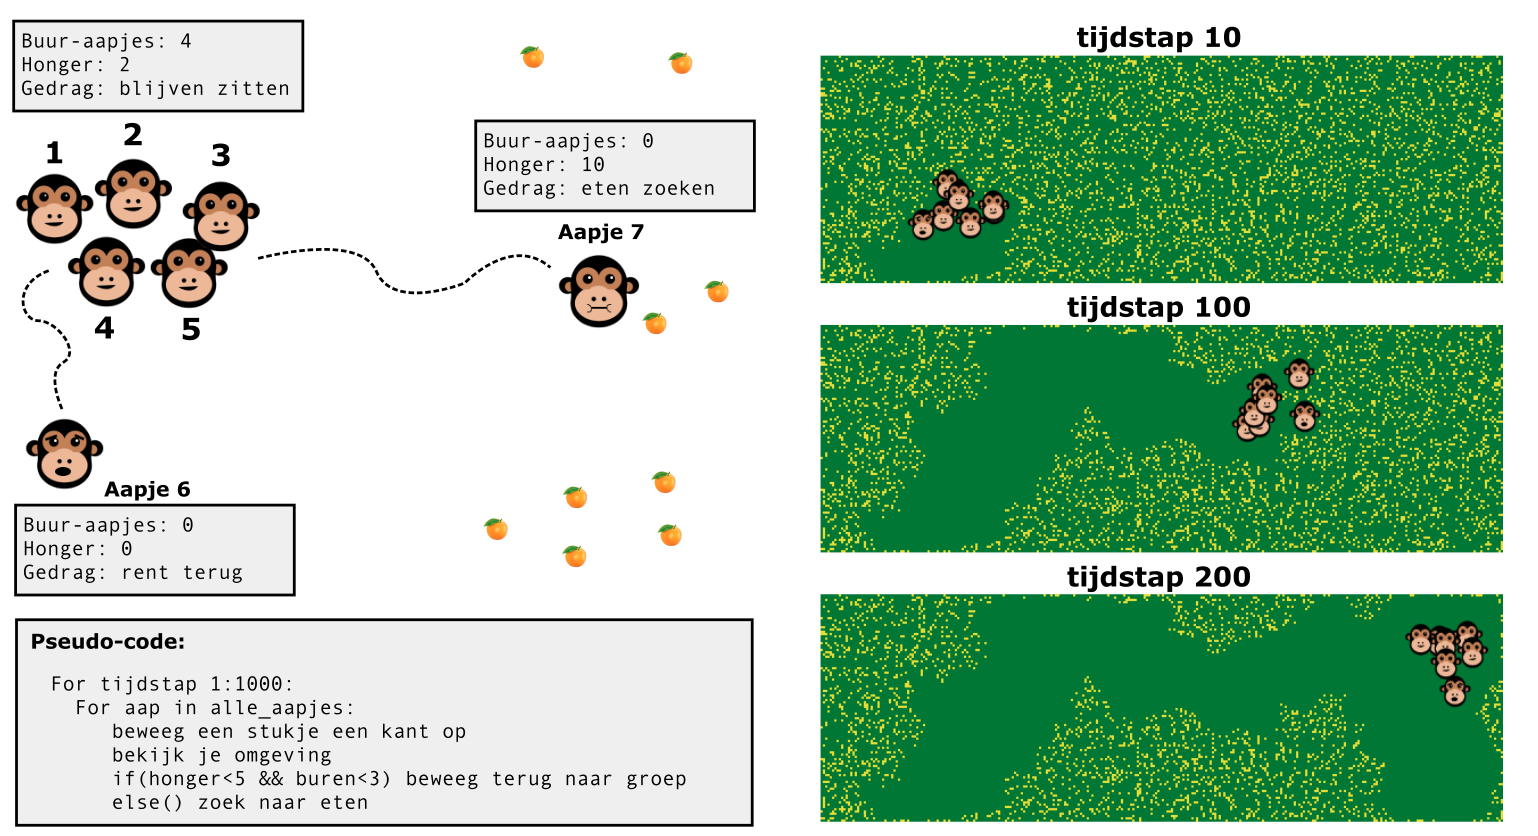 Buur-aapjes: 4
Honger: 2
Gedrag: blijven zitten
1
2
3
4
5
Buur-aapjes: 0
Honger: 10
Gedrag: eten zoeken
Aapje 7
Aapje 6
Buur-aapjes: 0
Honger: 0
Gedrag: rent terug
Pseudo-code:
For tijdstap 1:1000:
For aap in alle_aapjes:
beweeg een stukje een kant op
bekijk je omgeving
if(honger<5 && buren<3) beweeg terug naar groep
else() zoek naar eten
tijdstap 10
tijdstap 100
tijdstap 200